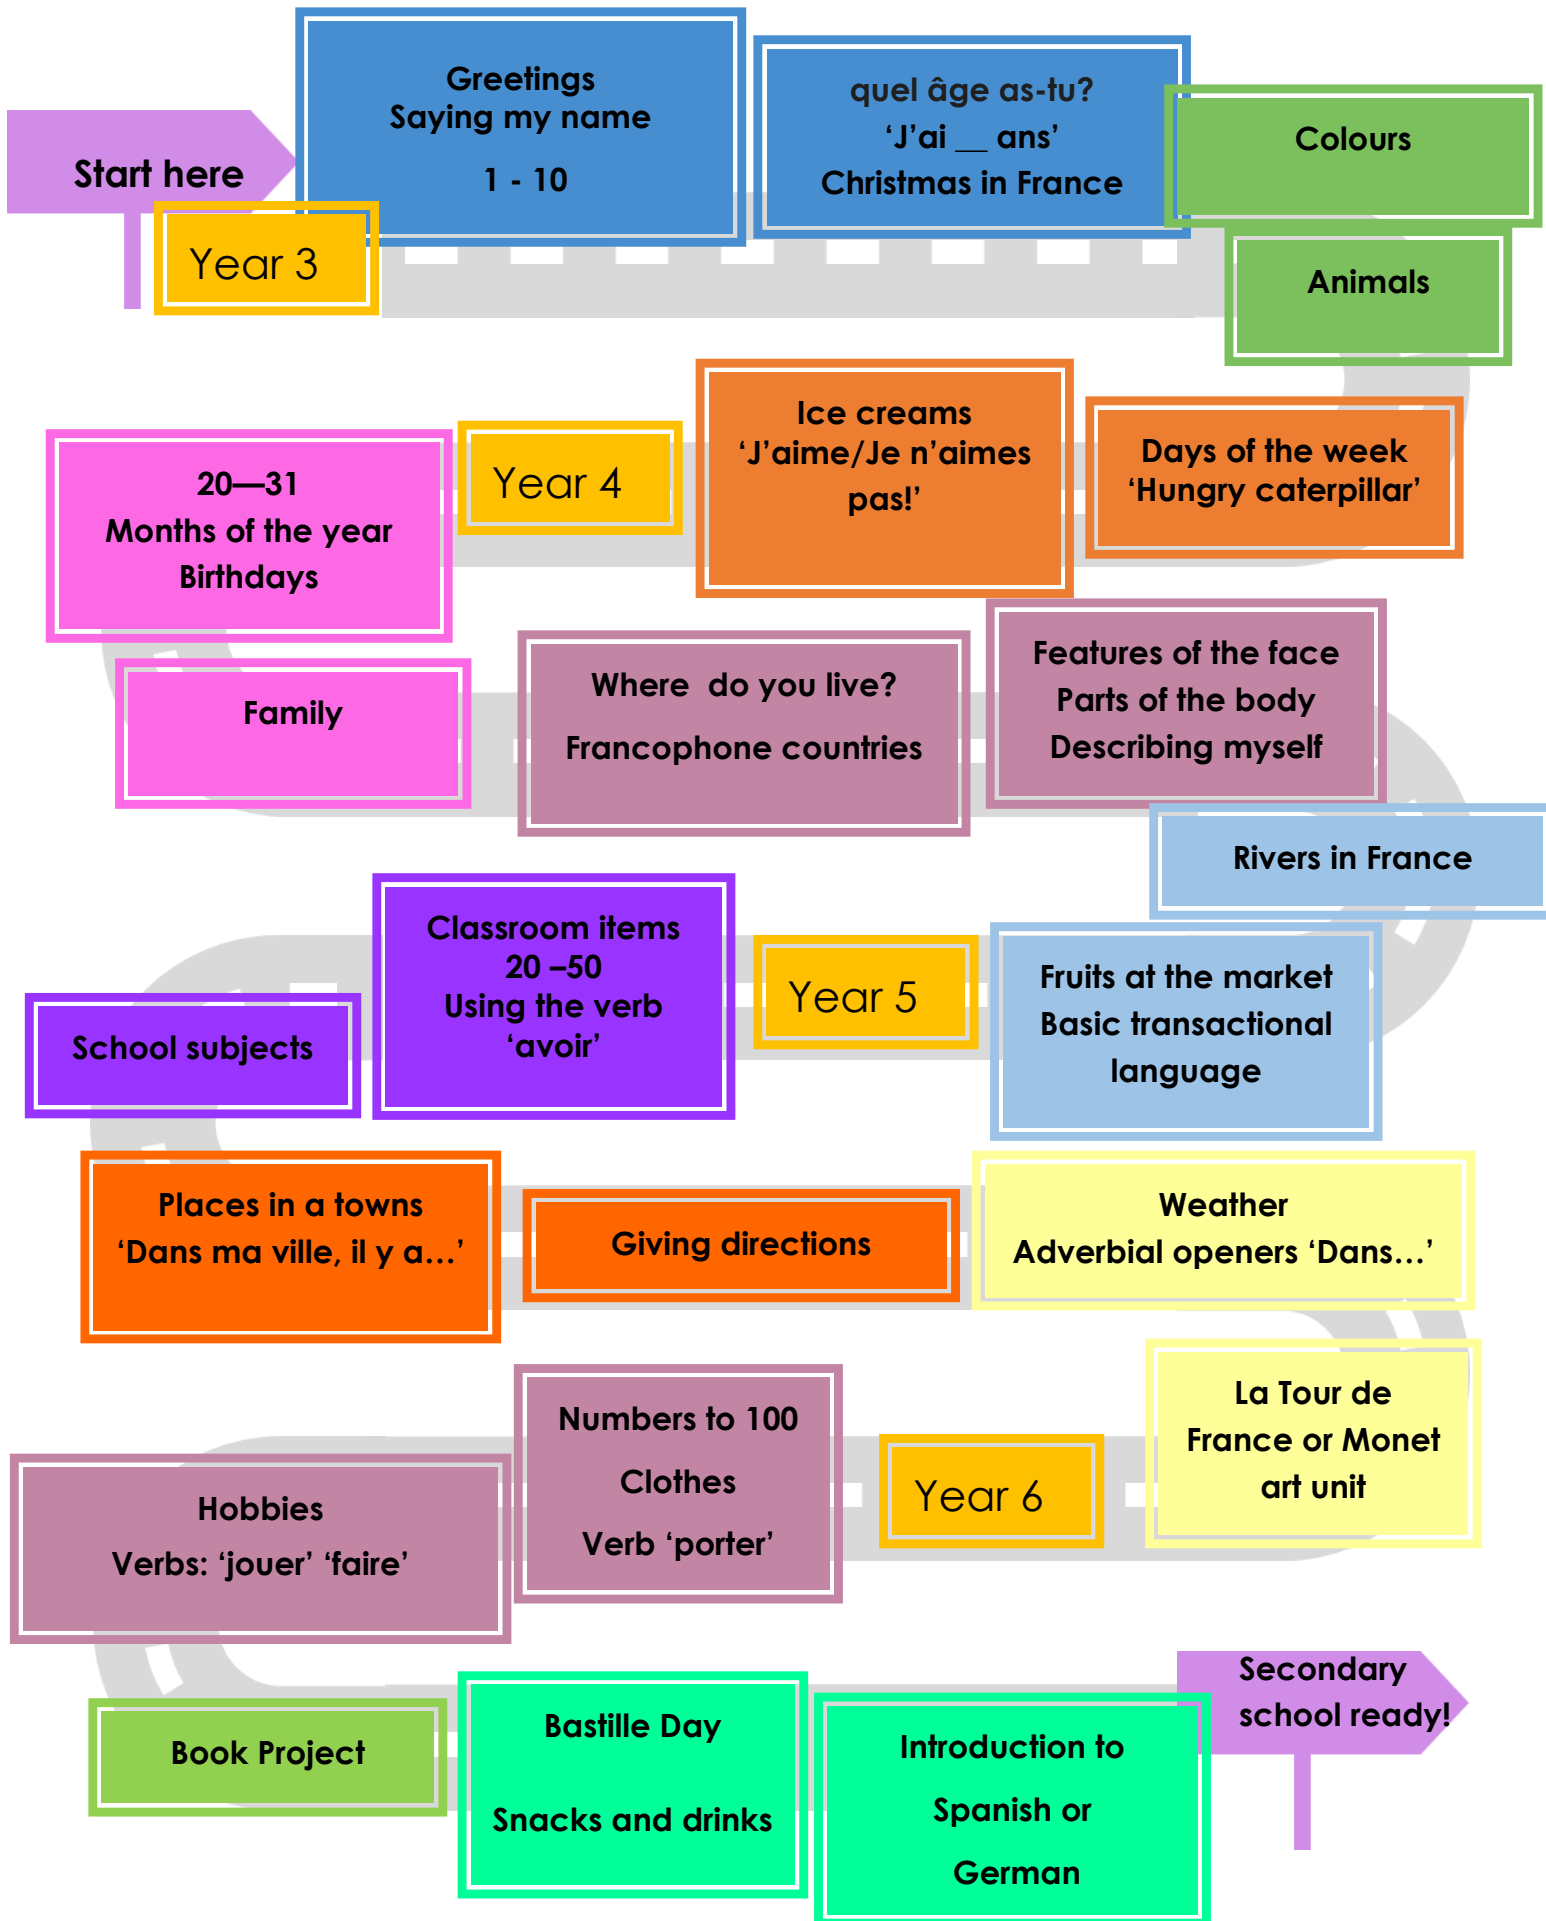 Start here
Year 3
Greetings
Saying my name
1 - 10
quel âge as-tu?
‘J’ai __ ans’
Christmas in France
Colours
Animals
Days of the week
‘Hungry caterpillar’
Ice creams
‘J’aime/Je n’aimes
pas!’
Year 4
20—31
Months of the year
Birthdays
Family
Where do you live?
Francophone countries
Features of the face
Parts of the body
Describing myself
Rivers in France
Fruits at the market
Basic transactional
language
Year 5
Classroom items
20 –50
Using the verb
‘avoir’
School subjects
Places in a towns
‘Dans ma ville, il y a…’
Giving directions
Weather
Adverbial openers ‘Dans…’
La Tour de
France or Monet
art unit
Year 6
Numbers to 100
Clothes
Verb ‘porter’
Hobbies
Verbs: ‘jouer’ ‘faire’
Book Project
Bastille Day
Snacks and drinks
Introduction to
Spanish or
German
Secondary
school ready!